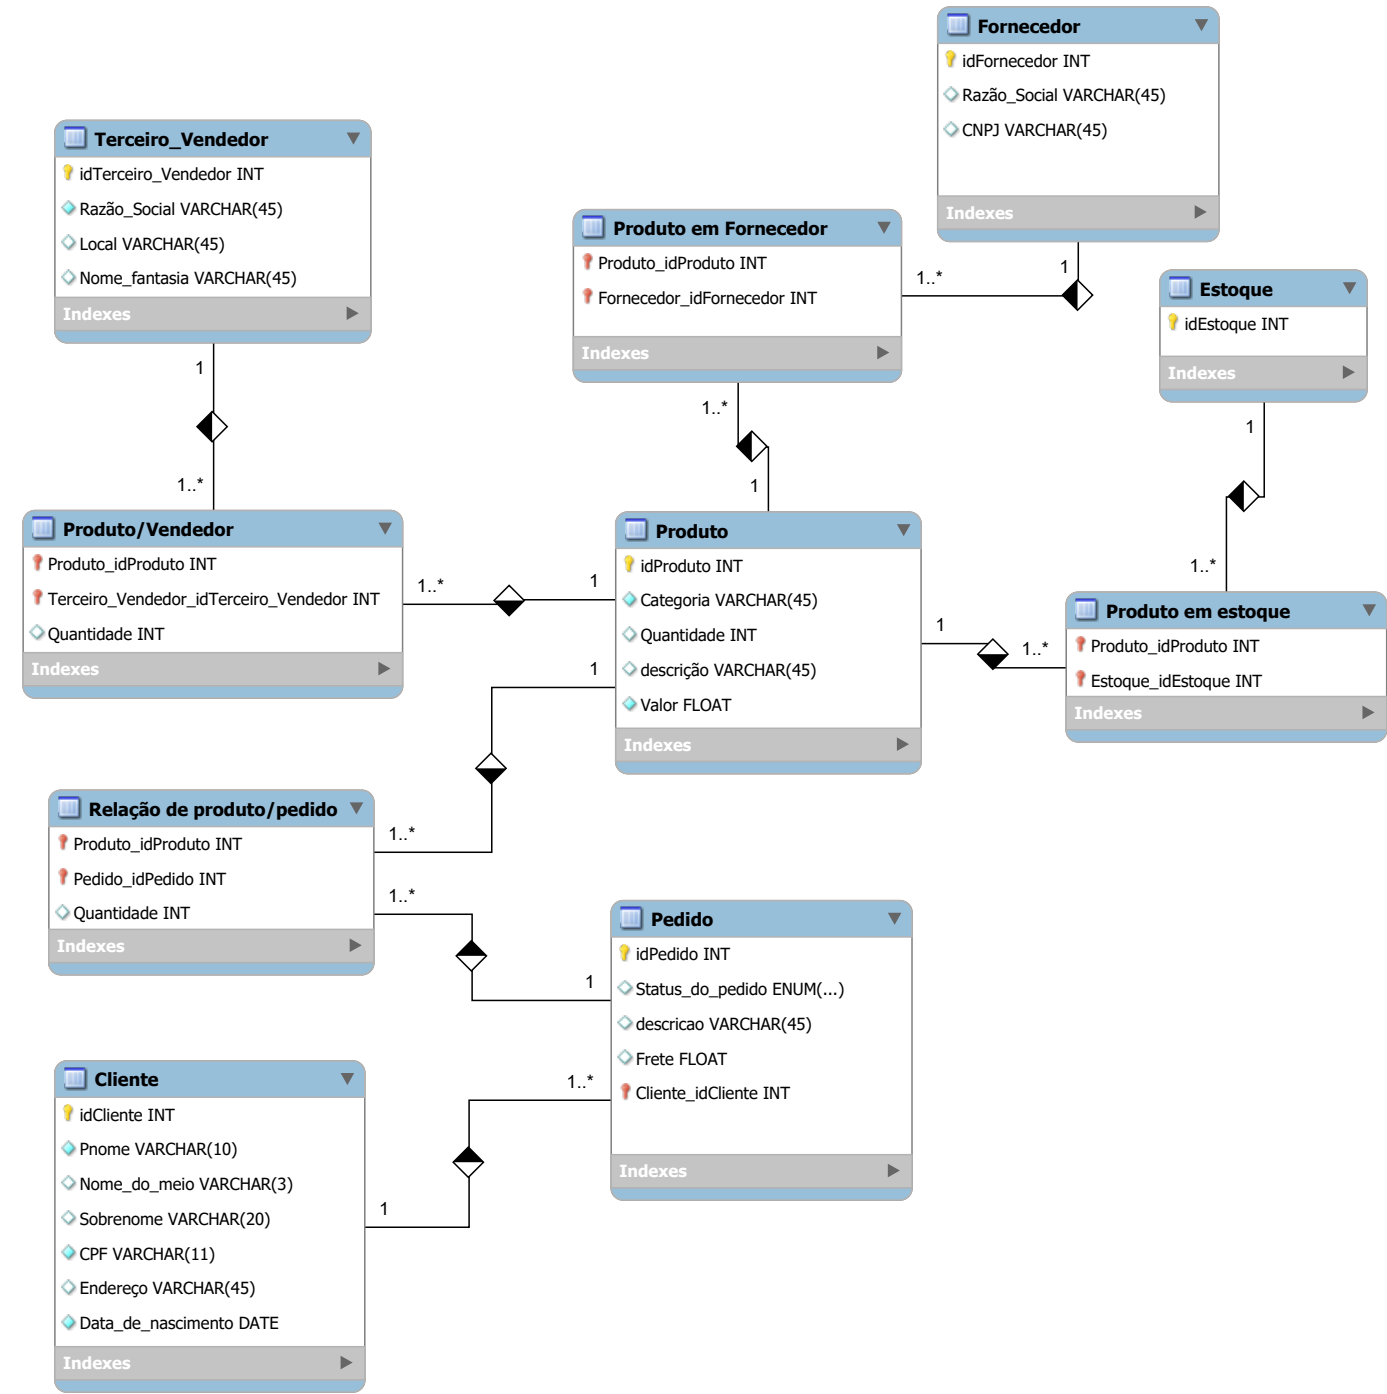 Fornecedor
idFornecedor INT
Razão_Social VARCHAR(45)
CNPJ VARCHAR(45)
Indexes
Terceiro_Vendedor
idTerceiro_Vendedor INT
Razão_Social VARCHAR(45)
Local VARCHAR(45)
Nome_fantasia VARCHAR(45)
Indexes
Produto em Fornecedor
Produto_idProduto INT
Fornecedor_idFornecedor INT
Indexes
1..*
1
Estoque
idEstoque INT
Indexes
1
1..*
1..*
1
1
1..*
Produto/Vendedor
Produto_idProduto INT
Terceiro_Vendedor_idTerceiro_Vendedor INT
Quantidade INT
Indexes
1..*
1
Produto
idProduto INT
Categoria VARCHAR(45)
Quantidade INT
descrição VARCHAR(45)
Valor FLOAT
Indexes
1
1..*
Produto em estoque
Produto_idProduto INT
Estoque_idEstoque INT
Indexes
1
1..*
Relação de produto/pedido
Produto_idProduto INT
Pedido_idPedido INT
Quantidade INT
Indexes
1..*
1
Pedido
idPedido INT
Status_do_pedido ENUM(...)
descricao VARCHAR(45)
Frete FLOAT
Cliente_idCliente INT
Indexes
1..*
1
Cliente
idCliente INT
Pnome VARCHAR(10)
Nome_do_meio VARCHAR(3)
Sobrenome VARCHAR(20)
CPF VARCHAR(11)
Endereço VARCHAR(45)
Data_de_nascimento DATE
Indexes